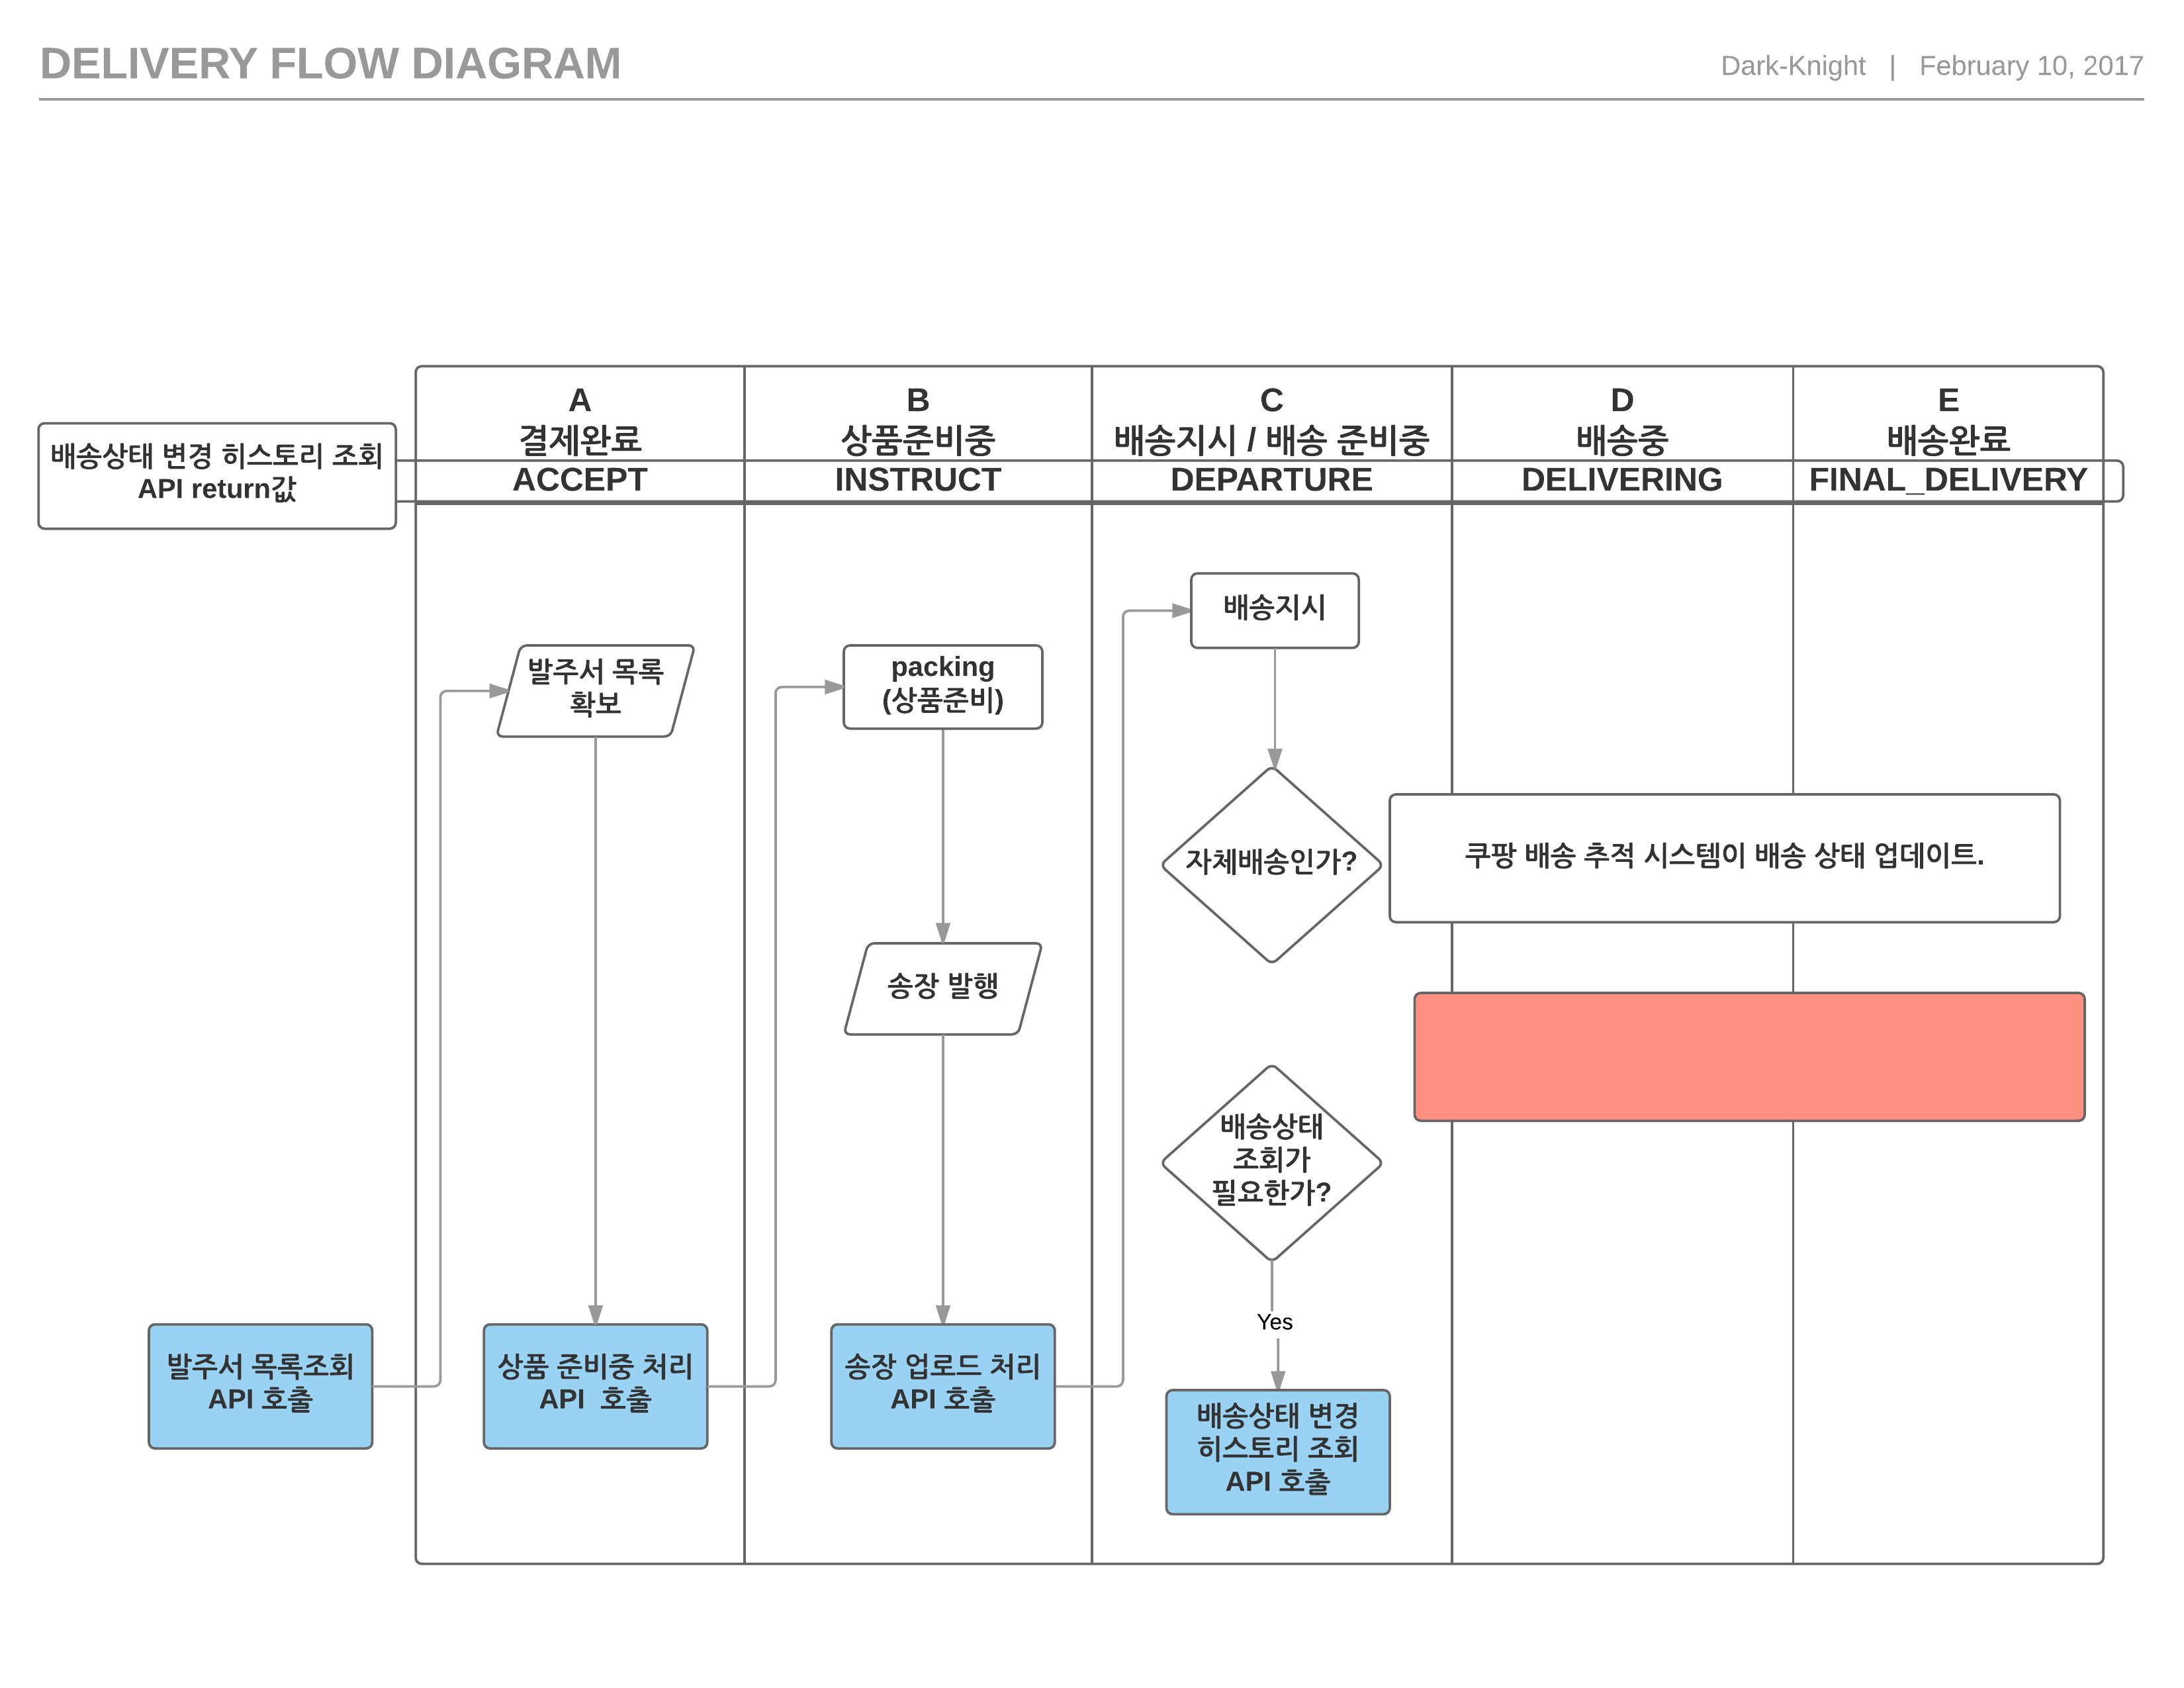 DELIVERY FLOW DIAGRAM
Dark-Knight | February 10, 2017
A
결제완료
ACCEPT
B
상품준비중
INSTRUCT
C
배송지시 / 배송 준비중
DEPARTURE
D
배송중
DELIVERING
E
배송완료
FINAL_DELIVERY
배송상태 변경 히스토리 조회
API return값
배송지시
발주서 목록
확보
packing
(상품준비)
자체배송인가?
쿠팡 배송 추적 시스템이 배송 상태 업데이트.
송장 발행
배송상태
조회가
필요한가?
Yes
발주서 목록조회
API 호출
상품 준비중 처리
API 호출
송장 업로드 처리
API 호출
배송상태 변경
히스토리 조회
API 호출